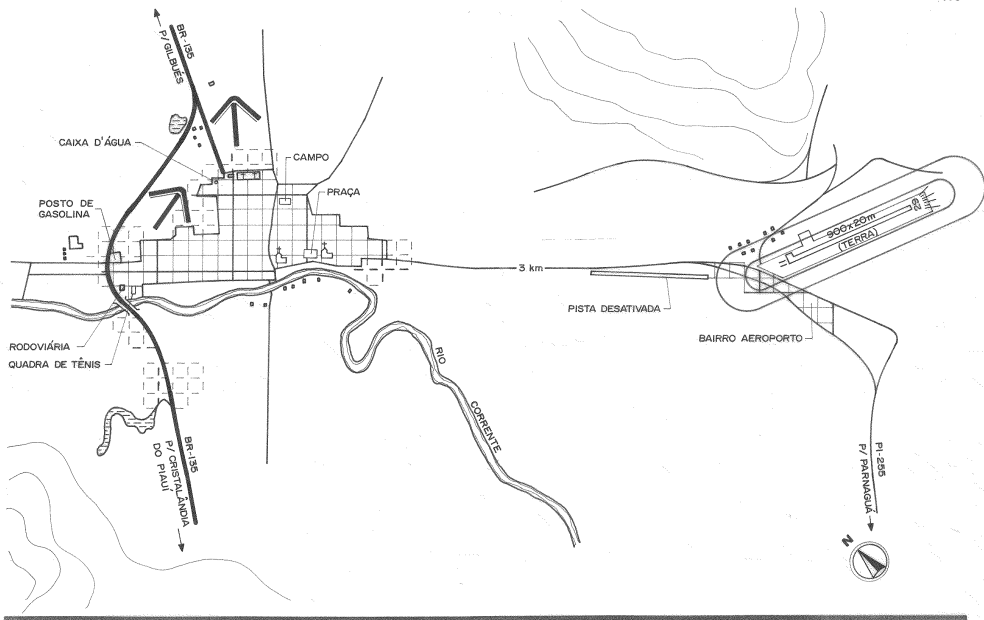 BR-135
P/ GILBUÉS
CAIXA D'ÁGUA
CAMPO
PRAÇA
POSTO DE
GASOLINA
RODOVIÁRIA
QUADRA DE TÊNIS
3 km
PISTA DESATIVADA
900x20m
(TERRA)
29
BAIRRO AEROPORTO
RIO
CORRENTE
BR-135
P/ CRISTALÂNDIA
DO PIAUÍ
PI-255
P/ PARNAGUÁ
N